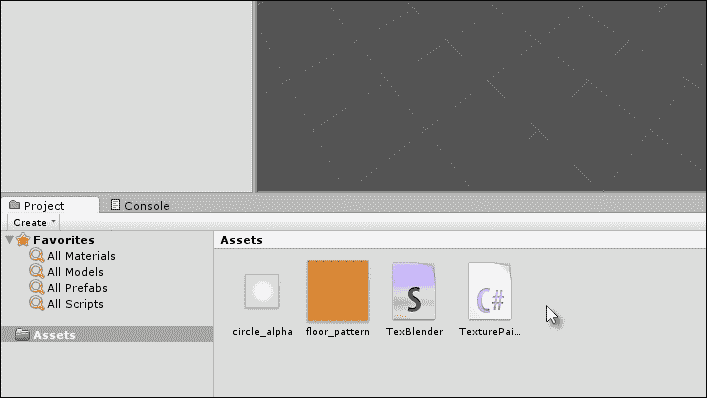 Project
Console
Create
Favorites
All Materials
All Models
All Prefabs
All Scripts
Assets
Assets
S
C#
circle_alpha
floor_pattern
TexBlender
TexturePai...